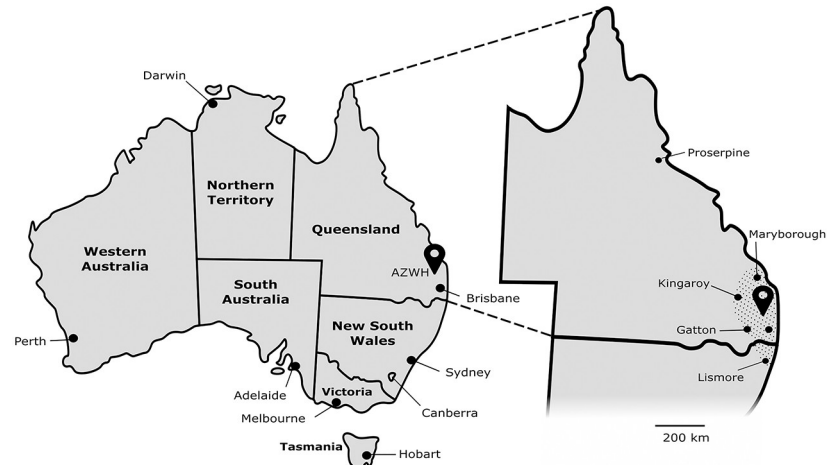 Darwin
Northern
Territory
Queensland
Western
Australia
South
Australia
AZWH
Brisbane
New South
Wales
Perth
Adelaide
Victoria
Sydney
Melbourne
Canberra
Tasmania
Hobart
Proserpine
Maryborough
Kingaroy
Gatton
Lismore
200 km